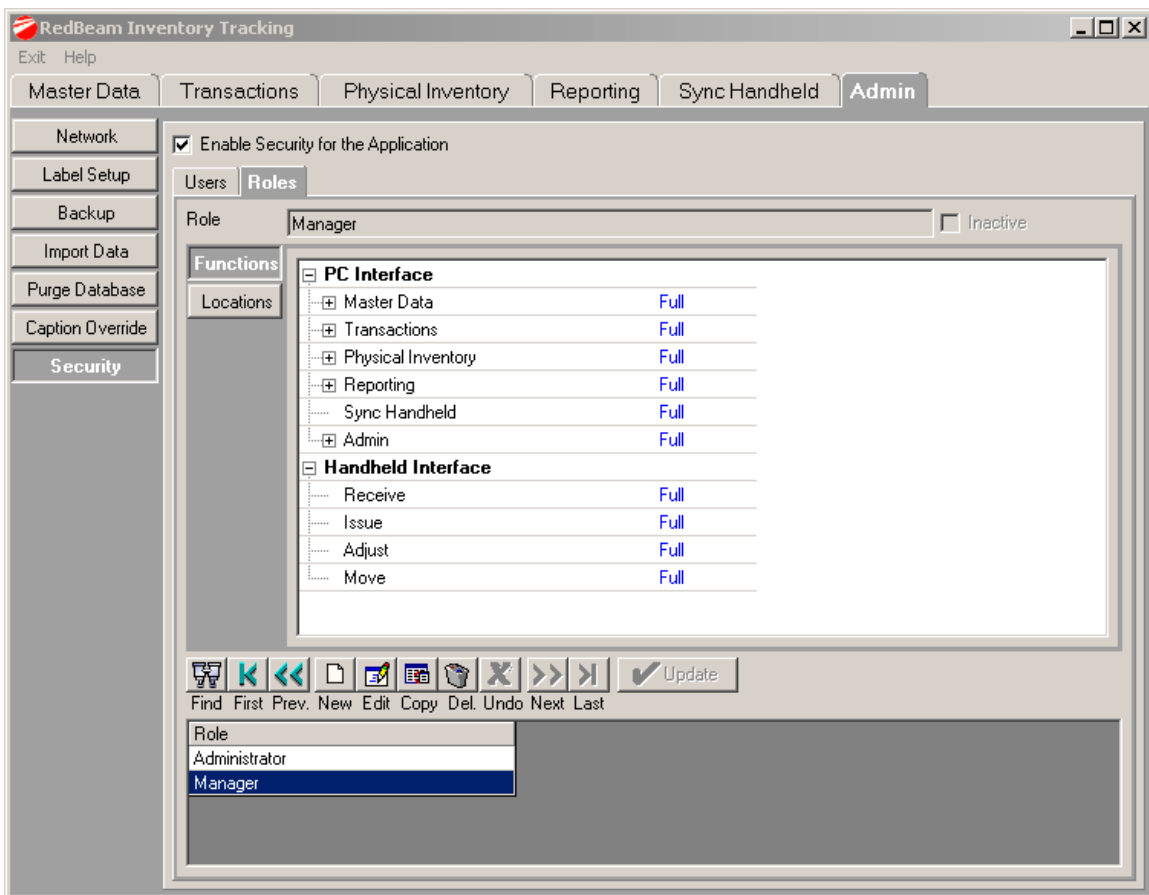 RedBeam Inventory Tracking
Exit Help
Master Data Transactions Physical Inventory Reporting Sync Handheld Admin
Network
Label Setup
Backup
Import Data
Purge Database
Caption Override
Security
Enable Security for the Application
Users Roles
Role Manager Inactive
Functions
Locations
PC Interface
Master Data Full
Transactions Full
Physical Inventory Full
Reporting Full
Sync Handheld Full
Admin Full
Handheld Interface
Receive Full
Issue Full
Adjust Full
Move Full
Update
Find First Prev. New Edit Copy Del. Undo Next Last
Role
Administrator
Manager